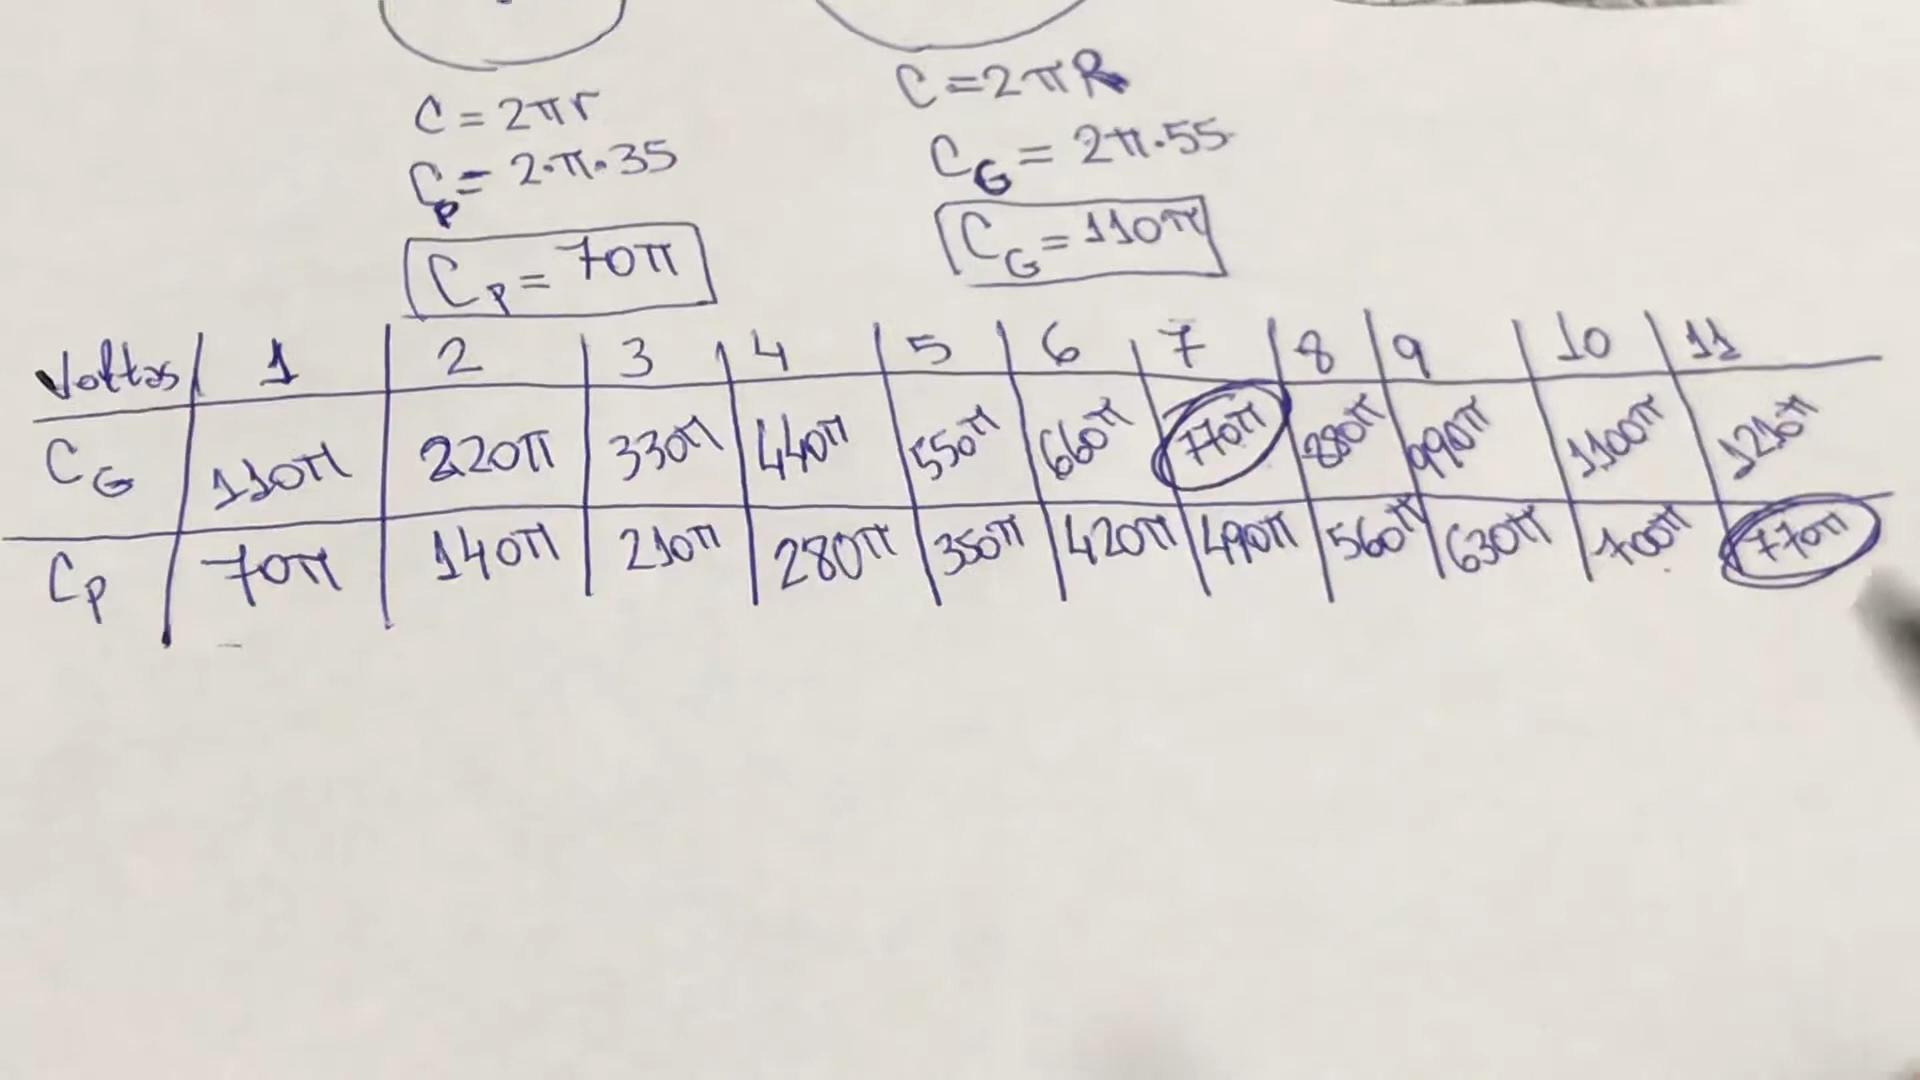 C = 2πr
Cp = 2.π.35
Cp = 70π
C = 2πR
CG = 2π.55
CG = 110π
Voltas 1 2 3 4 5 6 7 8 9 10 11
CG 110π 220π 330π 440π 550π 660π 770π 880π 990π 1100π 1210π
Cp 70π 140π 210π 280π 350π 420π 490π 560π 630π 700π 770π